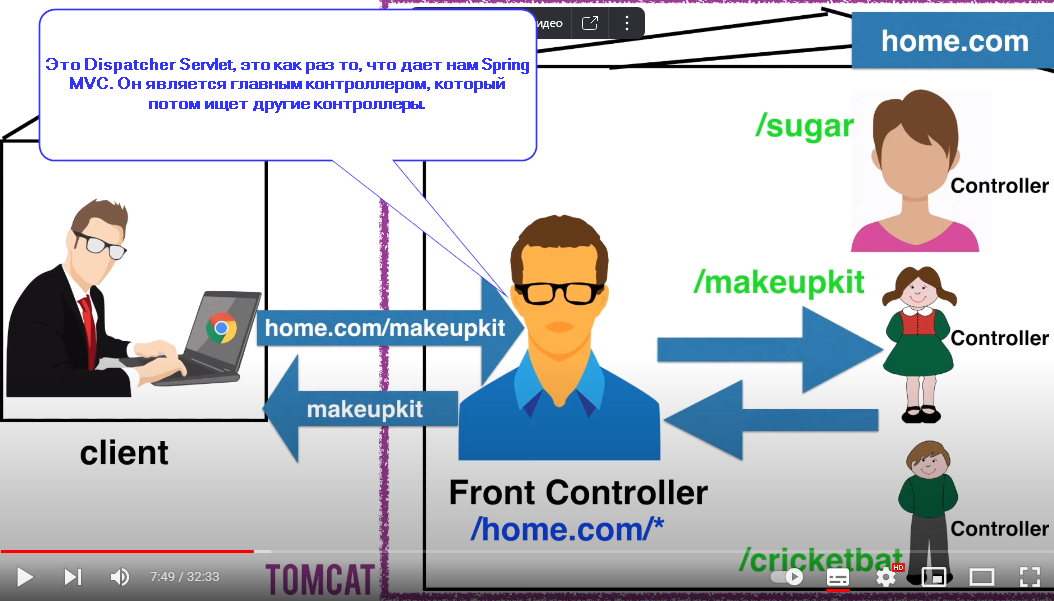 идео
home.com
Это Dispatcher Servlet, это как раз то, что дает нам Spring
MVC. Он является главным контроллером, который
потом ищет другие контроллеры.
/sugar
Controller
/makeupkit
Controller
home.com/makeupkit
makeupkit
client
Front Controller
/home.com/*
Controller
/cricketbat
TOMCAT
7:49 / 32:33
HD